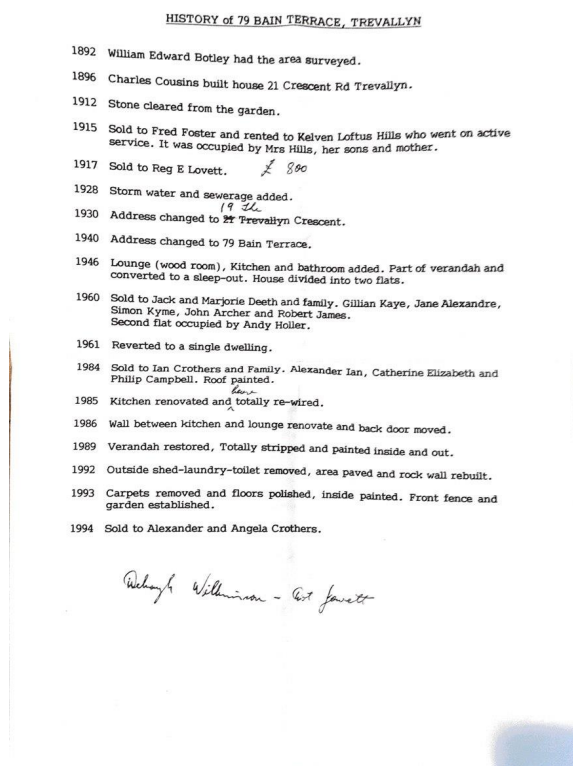 HISTORY of 79 BAIN TERRACE, TREVALLYN
1892 William Edward Botley had the area surveyed.
1896 Charles Cousins built house 21 Crescent Rd Trevallyn.
1912 Stone cleared from the garden.
1915 Sold to Fred Foster and rented to Kelven Loftus Hills who went on active
service. It was occupied by Mrs Hills, her sons and mother.
1917 Sold to Reg E Lovett. £ 800
1928 Storm water and sewerage added.
19 The
1930 Address changed to 21 Trevallyn Crescent.
1940 Address changed to 79 Bain Terrace.
1946 Lounge (wood room), Kitchen and bathroom added. Part of verandah and
converted to a sleep-out. House divided into two flats.
1960 Sold to Jack and Marjorie Deeth and family. Gillian Kaye, Jane Alexandre,
Simon Kyme, John Archer and Robert James.
Second flat occupied by Andy Holler.
1961 Reverted to a single dwelling.
1984 Sold to Ian Crothers and Family. Alexander Ian, Catherine Elizabeth and
Philip Campbell. Roof painted.
1985 Kitchen renovated and totally re-wired.
1986 Wall between kitchen and lounge renovate and back door moved.
1989 Verandah restored, Totally stripped and painted inside and out.
1992 Outside shed-laundry-toilet removed, area paved and rock wall rebuilt.
1993 Carpets removed and floors polished, inside painted. Front fence and
garden established.
1994 Sold to Alexander and Angela Crothers.
Wilkinson -